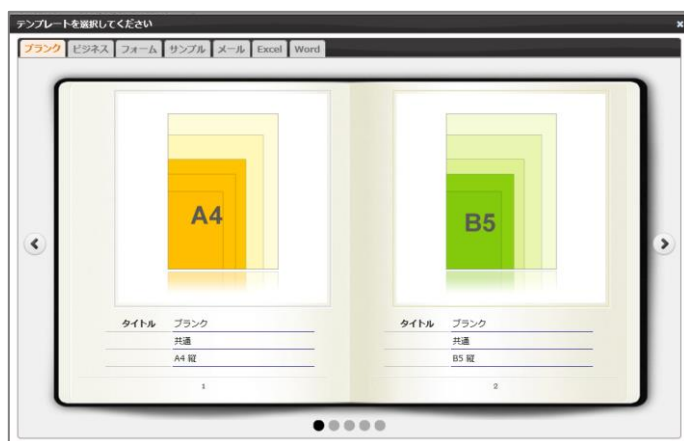 テンプレートを選択してください
ブランク ビジネス フォーム サンプル メール Excel Word
A4
B5
タイトル ブランク
共通
A4 縦
1
タイトル ブランク
共通
B5 縦
2